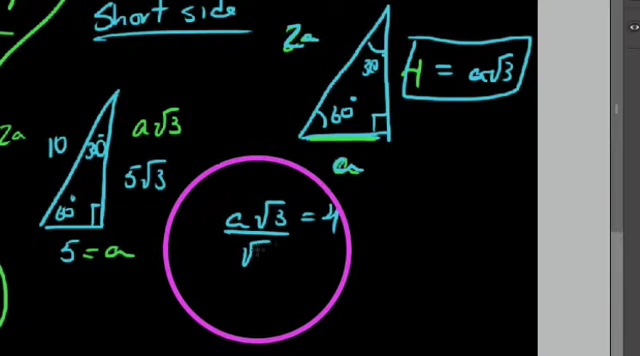 Short side
2a
30
60°
4 = a√3
a
2a
10
30°
a√3
5√3
60°
5 = a
a√3 = 4
√